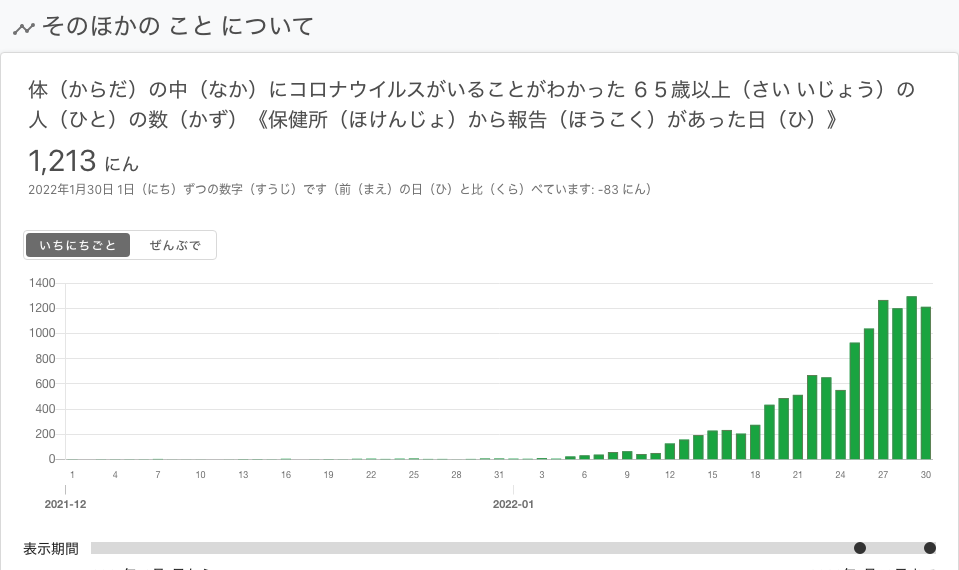 そのほかの こと について
体（からだ）の中（なか）にコロナウイルスがいることがわかった ６５歳以上（さい いじょう）の
人（ひと）の数（かず）《保健所（ほけんじょ）から報告（ほうこく）があった日（ひ）》
1,213 にん
2022年1月30日 1日（にち）ずつの数字（すうじ）です（前（まえ）の日（ひ）と比（くら）べています: -83 にん）
いちにちごと ぜんぶで
1400
1200
1000
800
600
400
200
0
1 4 7 10 13 16 19 22 25 28 31 3 6 9 12 15 18 21 24 27 30
2021-12 2022-01
表示期間